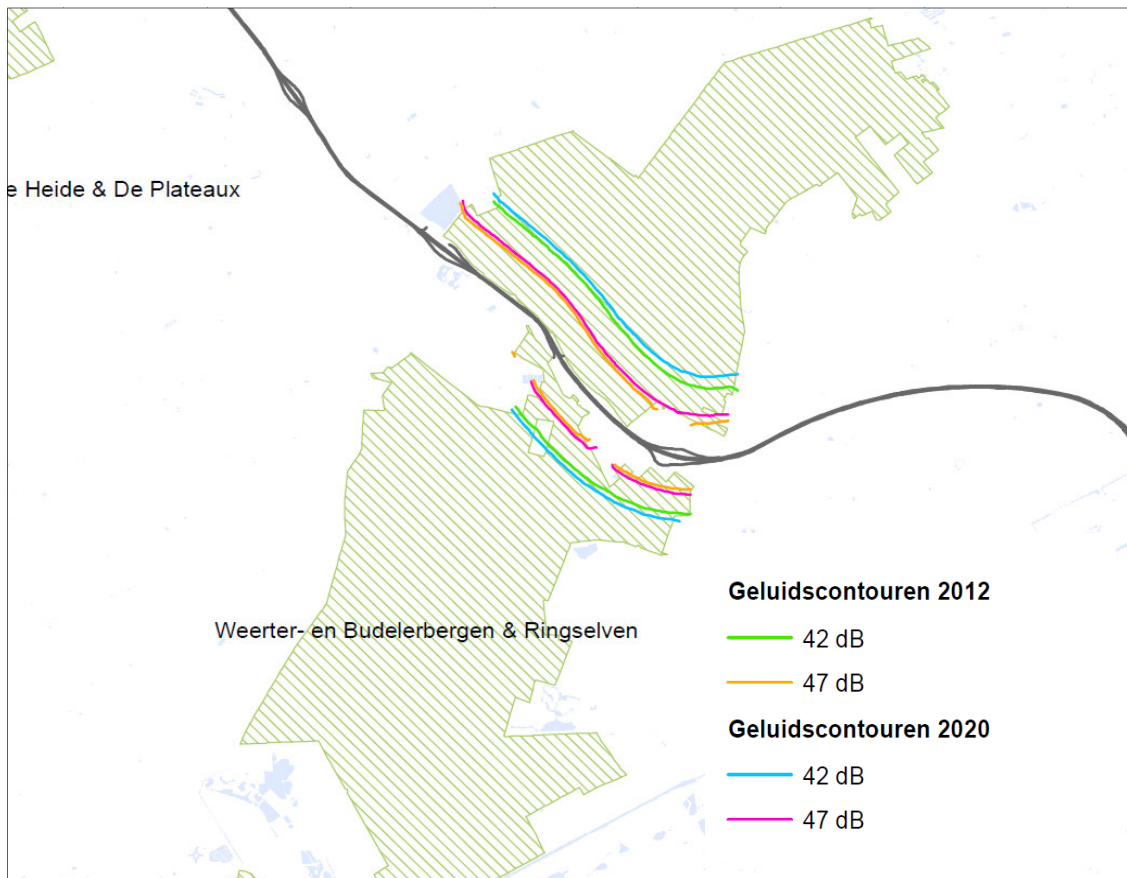 e Heide & De Plateaux
Weerter- en Budelerbergen & Ringselven
Geluidscontouren 2012
42 dB
47 dB
Geluidscontouren 2020
42 dB
47 dB